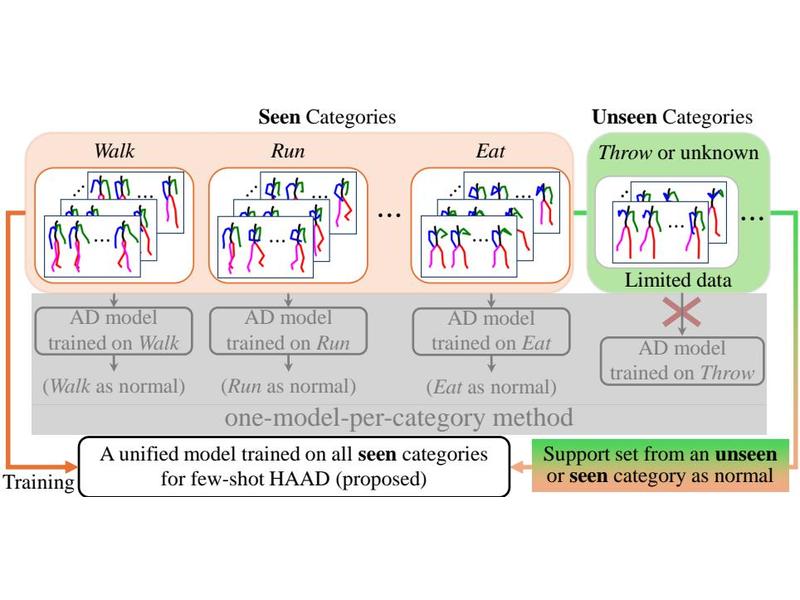 Seen Categories
Unseen Categories
Walk
Run
Eat
Throw or unknown
...
...
Limited data
AD model
trained on Walk
AD model
trained on Run
AD model
trained on Eat
AD model
trained on Throw
(Walk as normal)
(Run as normal)
(Eat as normal)
one-model-per-category method
A unified model trained on all seen categories
for few-shot HAAD (proposed)
Support set from an unseen
or seen category as normal
Training